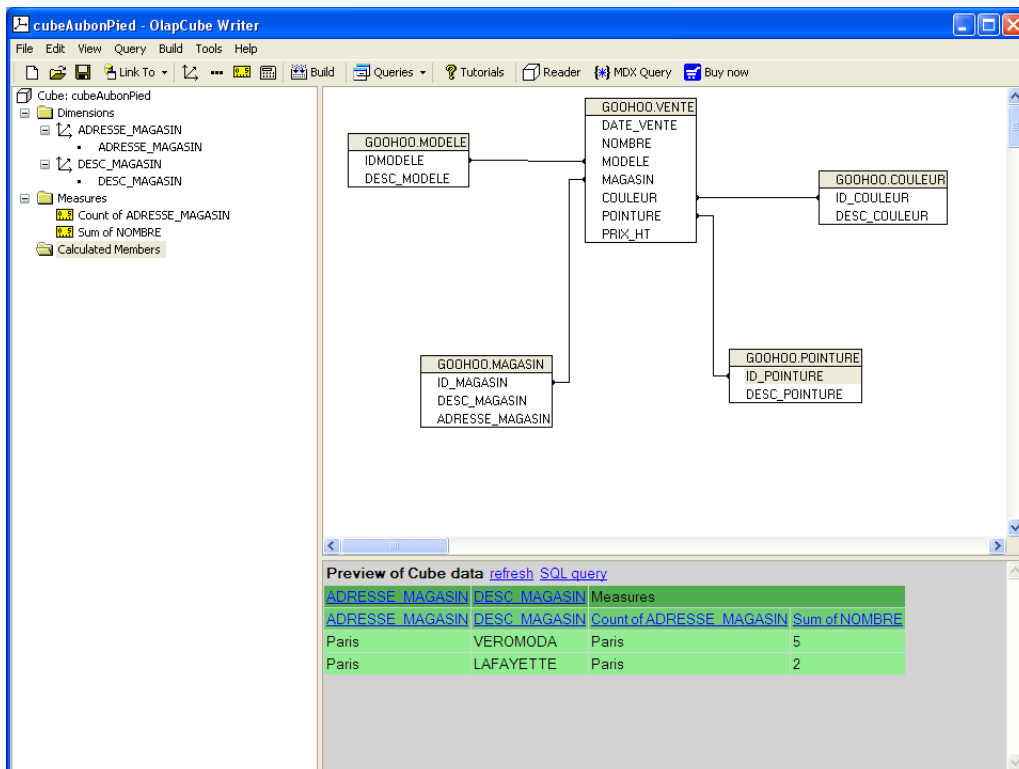 cubeAubonPied - OlapCube Writer
File Edit View Query Build Tools Help
Link To Build Queries Tutorials Reader MDX Query Buy now
Cube: cubeAubonPied
Dimensions
ADRESSE_MAGASIN
ADRESSE_MAGASIN
DESC_MAGASIN
DESC_MAGASIN
Measures
Count of ADRESSE_MAGASIN
Sum of NOMBRE
Calculated Members
GOOHOO.MODELE
IDMODELE
DESC_MODELE
GOOHOO.VENTE
DATE_VENTE
NOMBRE
MODELE
MAGASIN
COULEUR
POINTURE
PRIX_HT
GOOHOO.COULEUR
ID_COULEUR
DESC_COULEUR
GOOHOO.MAGASIN
ID_MAGASIN
DESC_MAGASIN
ADRESSE_MAGASIN
GOOHOO.POINTURE
ID_POINTURE
DESC_POINTURE
Preview of Cube data refresh SQL query
ADRESSE_MAGASIN DESC_MAGASIN Measures
ADRESSE_MAGASIN DESC_MAGASIN Count of ADRESSE_MAGASIN Sum of NOMBRE
Paris VEROMODA Paris 5
Paris LAFAYETTE Paris 2